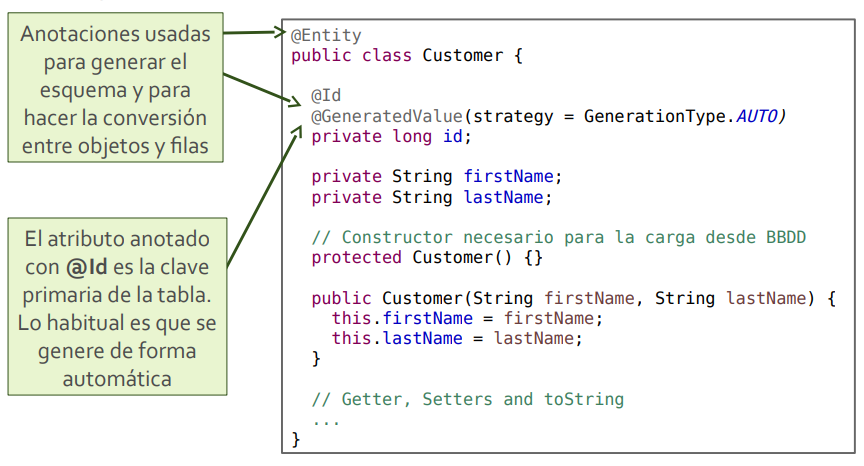 Anotaciones usadas
para generar el
esquema y para
hacer la conversión
entre objetos y filas
El atributo anotado
con @Id es la clave
primaria de la tabla.
Lo habitual es que se
genere de forma
automática
@Entity
public class Customer {
@Id
@GeneratedValue(strategy = GenerationType.AUTO)
private long id;
private String firstName;
private String lastName;
// Constructor necesario para la carga desde BBDD
protected Customer() {}
public Customer(String firstName, String lastName) {
this.firstName = firstName;
this.lastName = lastName;
}
// Getter, Setters and toString
...
}